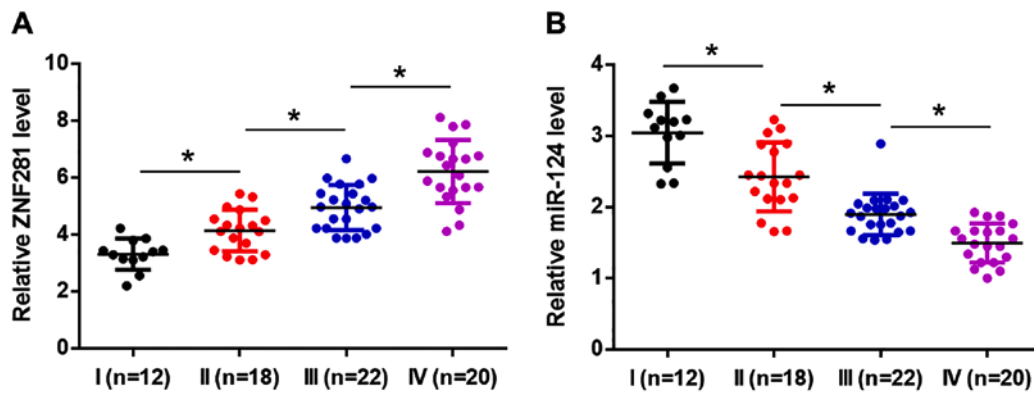 A
Relative ZNF281 level
10
8
6
4
2
0
*
*
*
I (n=12) II (n=18) III (n=22) IV (n=20)
B
Relative miR-124 level
4
3
2
1
0
*
*
*
I (n=12) II (n=18) III (n=22) IV (n=20)